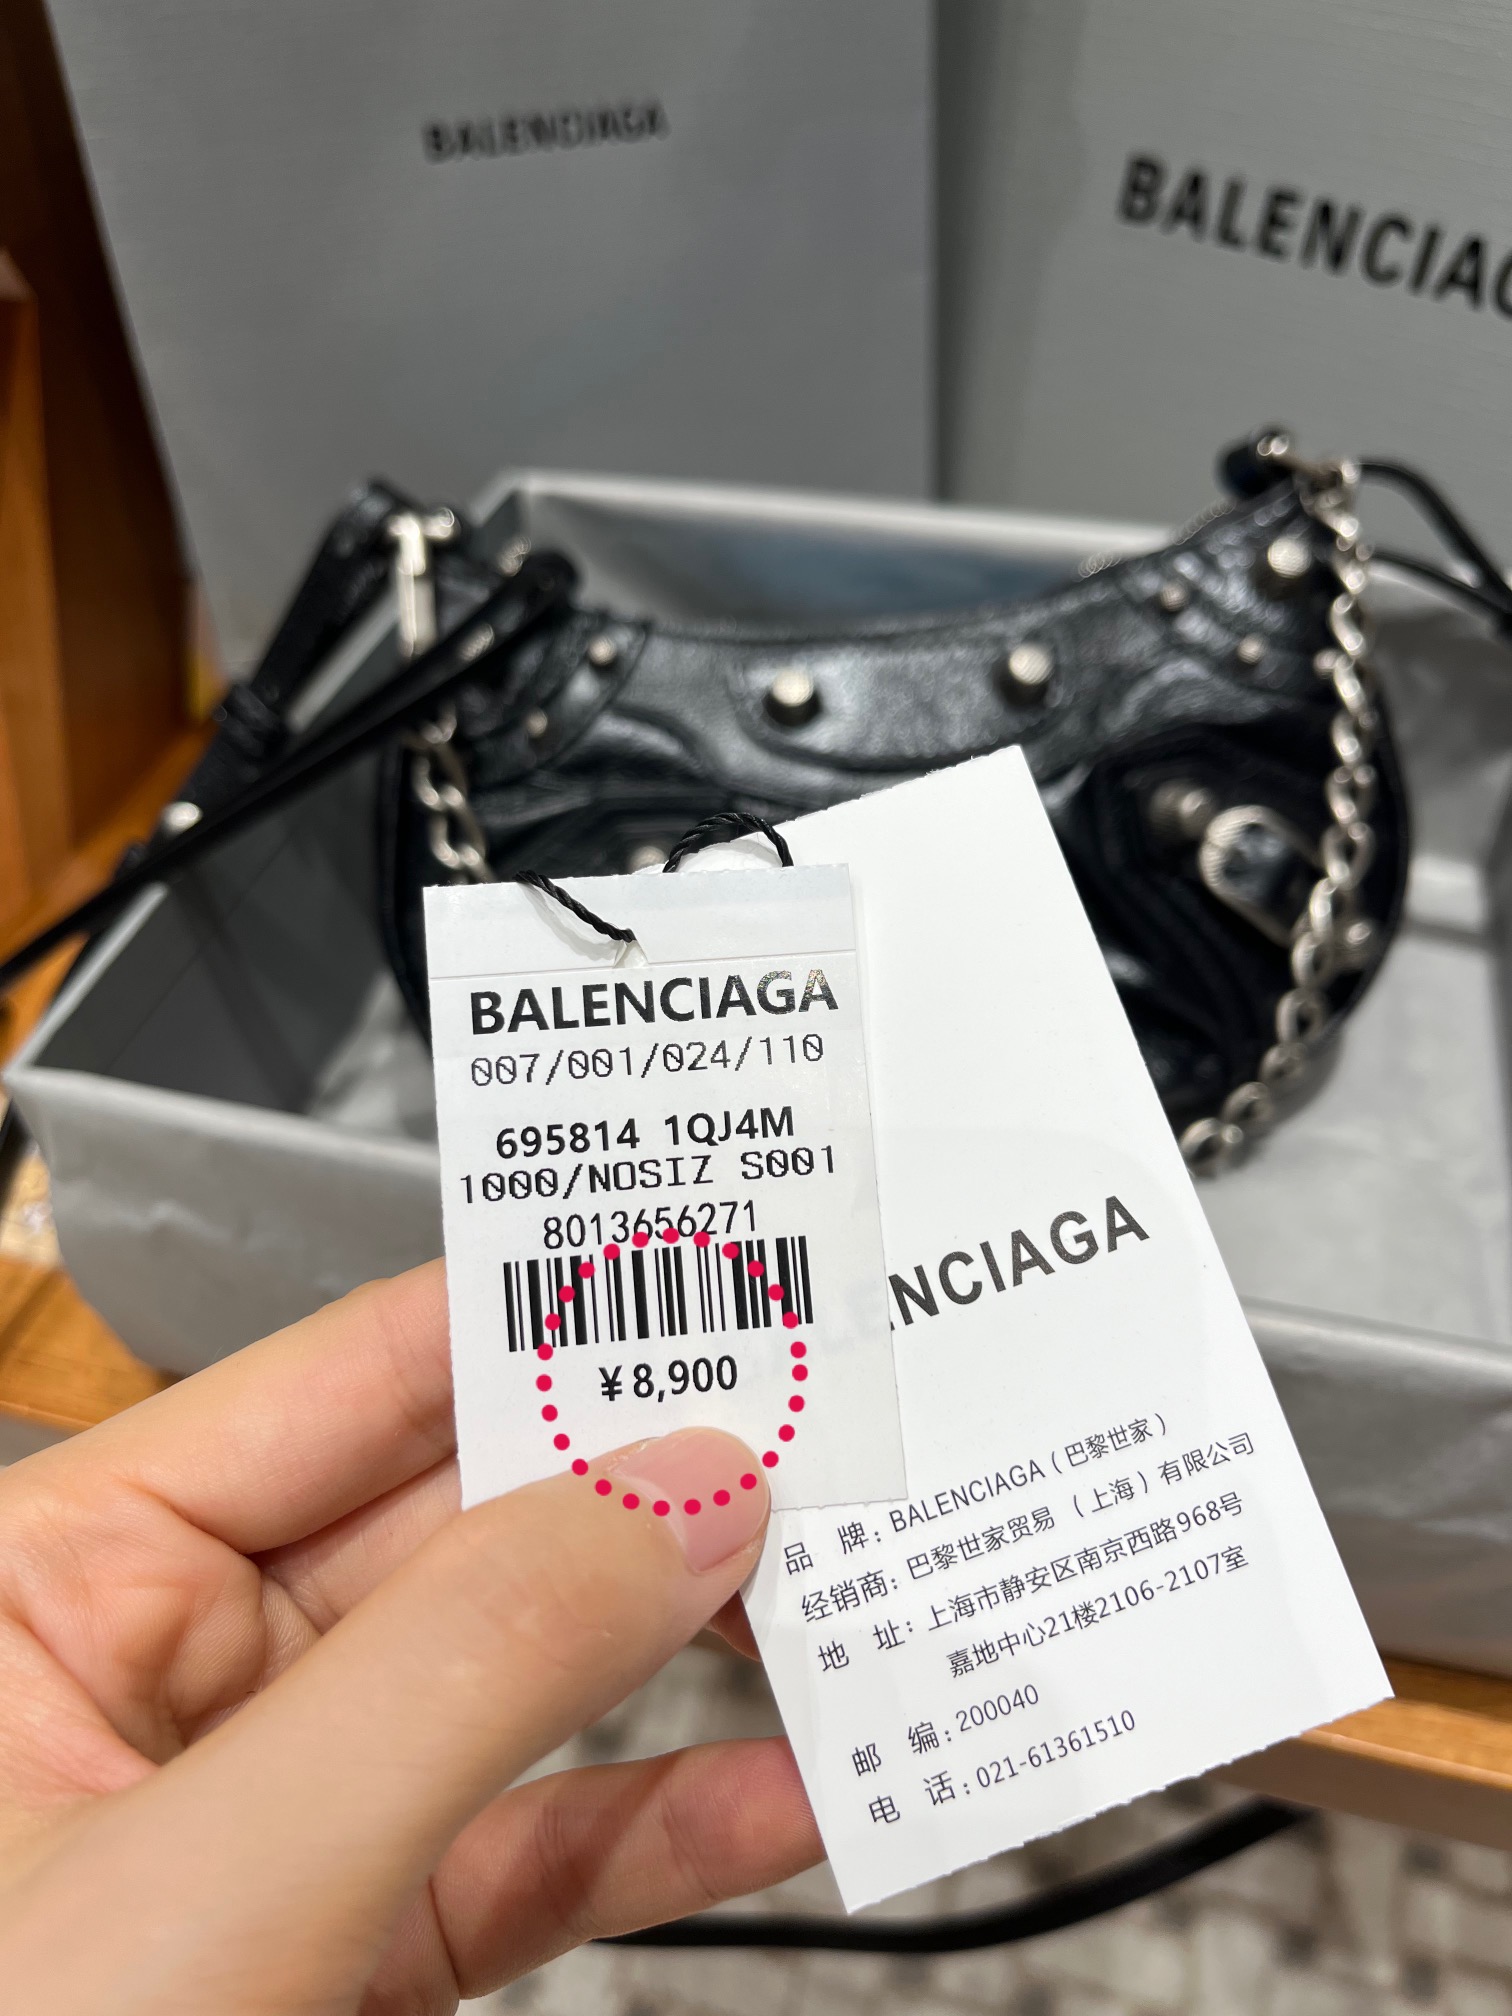 BALENCIAGA
BALENCIAG
BALENCIAGA
007/001/024/110
695814 1QJ4M
1000/NOSIZ S001
8013656271
¥8,900
NCIAGA
品 牌：BALENCIAGA（巴黎世家）
经销商：巴黎世家贸易（上海）有限公司
地 址：上海市静安区南京西路968号
嘉地中心21楼2106-2107室
邮 编：200040
电 话：021-61361510